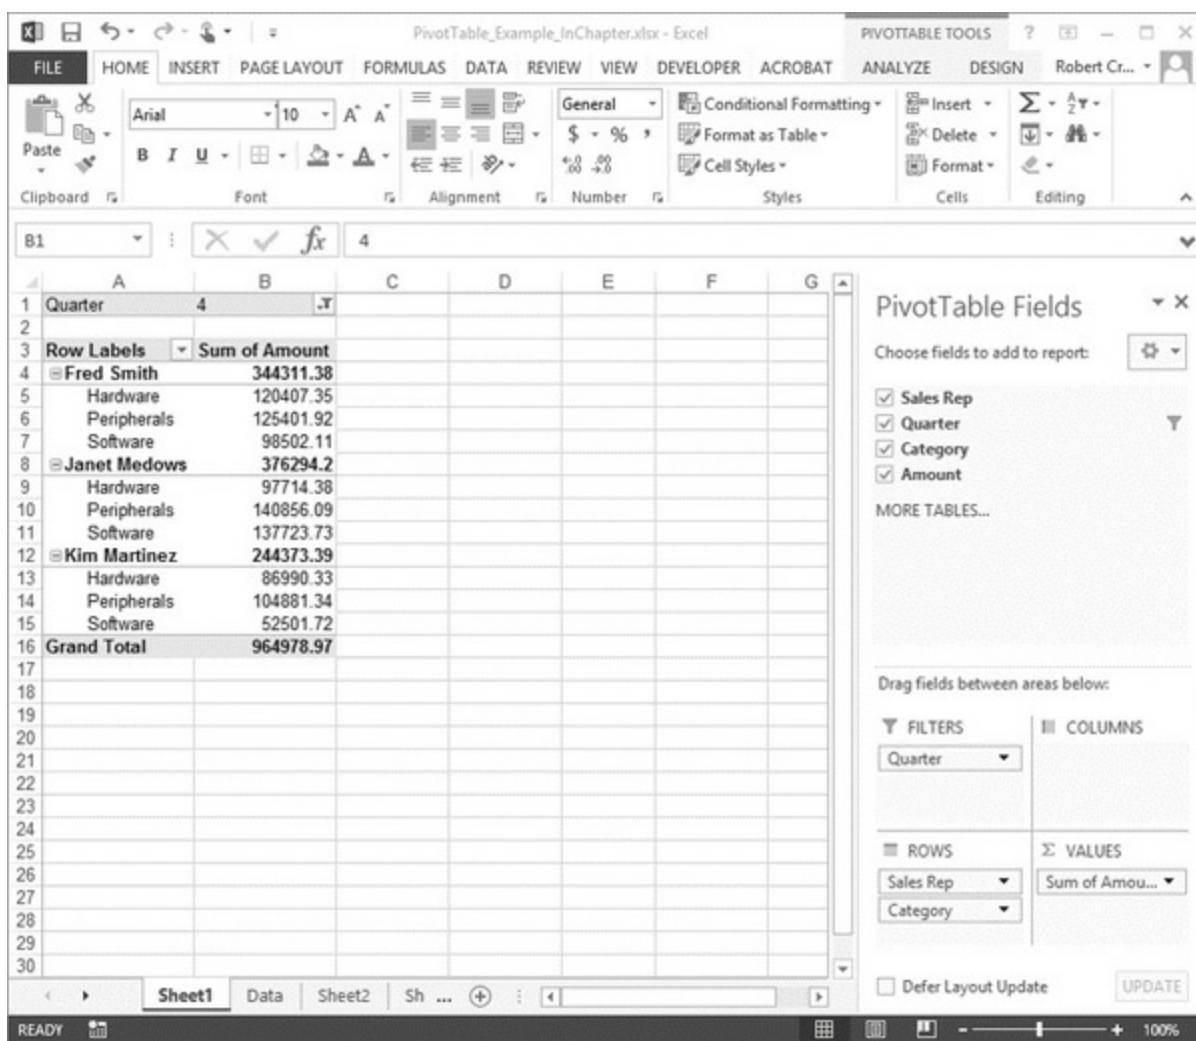 PivotTable_Example_InChapter.xlsx - Excel
PIVOTTABLE TOOLS
?
FILE HOME INSERT PAGE LAYOUT FORMULAS DATA REVIEW VIEW DEVELOPER ACROBAT ANALYZE DESIGN Robert Cr...
Paste
Arial 10 A A
B I U A
General
$ % ,
Conditional Formatting
Format as Table
Cell Styles
Insert
Delete
Format
Clipboard Font Alignment Number Styles Cells Editing
B1 fx 4
A B C D E F G
1 Quarter 4
2
3 Row Labels Sum of Amount
4 Fred Smith 344311.38
5 Hardware 120407.35
6 Peripherals 125401.92
7 Software 98502.11
8 Janet Medows 376294.2
9 Hardware 97714.38
10 Peripherals 140856.09
11 Software 137723.73
12 Kim Martinez 244373.39
13 Hardware 86990.33
14 Peripherals 104881.34
15 Software 52501.72
16 Grand Total 964978.97
17
18
19
20
21
22
23
24
25
26
27
28
29
30
PivotTable Fields
Choose fields to add to report:
Sales Rep
Quarter
Category
Amount
MORE TABLES...
Drag fields between areas below:
FILTERS
Quarter
COLUMNS
ROWS
Sales Rep
Category
Σ VALUES
Sum of Amou...
Defer Layout Update UPDATE
Sheet1 Data Sheet2 Sh ...
READY 100%